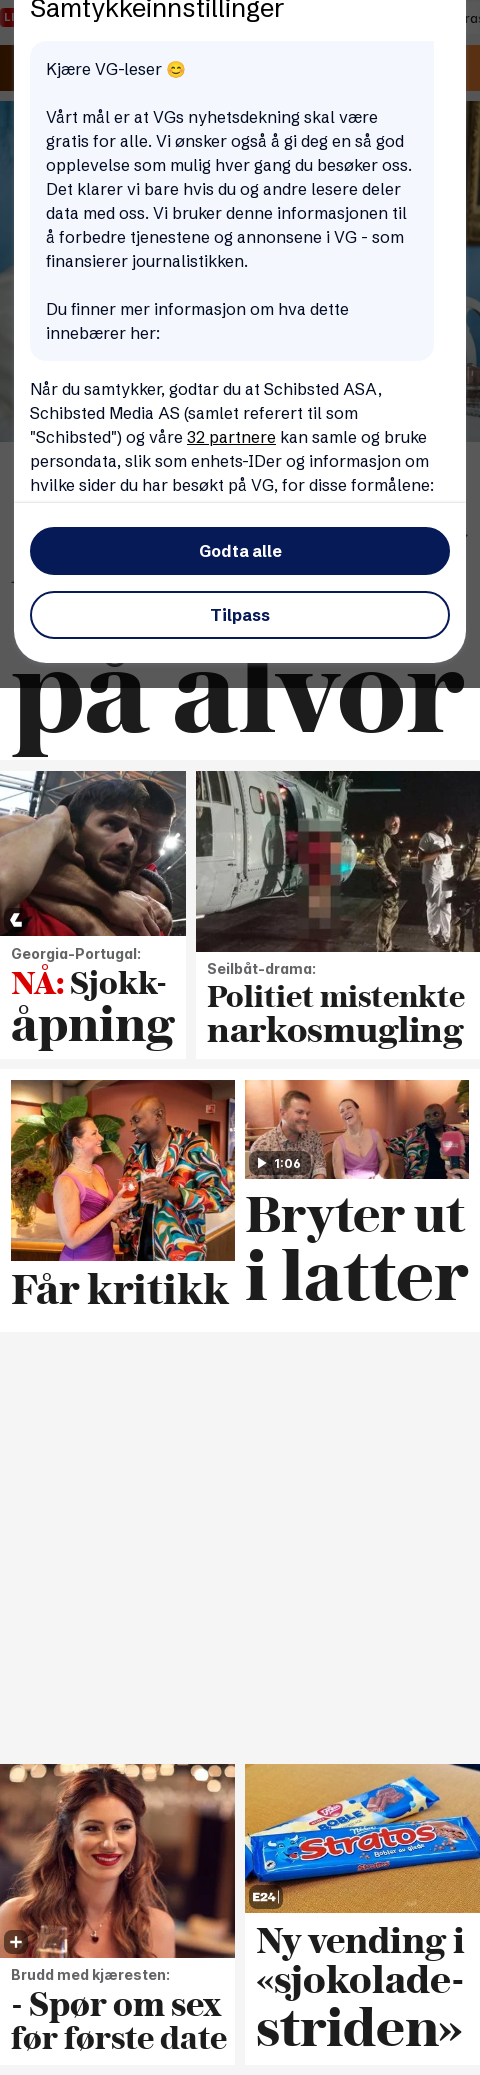 Samtykkeinnstillinger
Kjære VG-leser 😊
Vårt mål er at VGs nyhetsdekning skal være
gratis for alle. Vi ønsker også å gi deg en så god
opplevelse som mulig hver gang du besøker oss.
Det klarer vi bare hvis du og andre lesere deler
data med oss. Vi bruker denne informasjonen til
å forbedre tjenestene og annonsene i VG - som
finansierer journalistikken.
Du finner mer informasjon om hva dette
innebærer her:
Når du samtykker, godtar du at Schibsted ASA,
Schibsted Media AS (samlet referert til som
"Schibsted") og våre 32 partnere kan samle og bruke
persondata, slik som enhets-IDer og informasjon om
hvilke sider du har besøkt på VG, for disse formålene:
Godta alle
Tilpass
på alvor
Georgia-Portugal:
NÅ: Sjokk-
åpning
Seilbåt-drama:
Politiet mistenkte
narkosmugling
Får kritikk
1:06
Bryter ut
i latter
Brudd med kjæresten:
- Spør om sex
før første date
BOBLE
Stratos
E24
Ny vending i
«sjokolade-
striden»